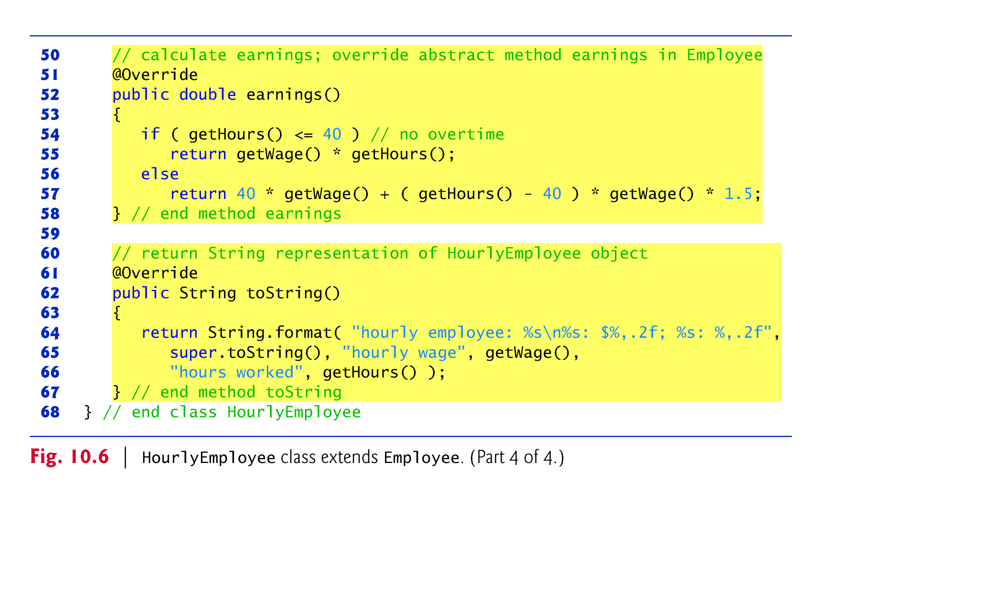 50 // calculate earnings; override abstract method earnings in Employee
51 @Override
52 public double earnings()
53 {
54 if ( getHours() <= 40 ) // no overtime
55 return getWage() * getHours();
56 else
57 return 40 * getWage() + ( getHours() - 40 ) * getWage() * 1.5;
58 } // end method earnings
59
60 // return String representation of HourlyEmployee object
61 @Override
62 public String toString()
63 {
64 return String.format( "hourly employee: %s\n%s: $%,.2f; %s: %,.2f",
65 super.toString(), "hourly wage", getWage(),
66 "hours worked", getHours() );
67 } // end method toString
68 } // end class HourlyEmployee
Fig. 10.6 | HourlyEmployee class extends Employee. (Part 4 of 4.)